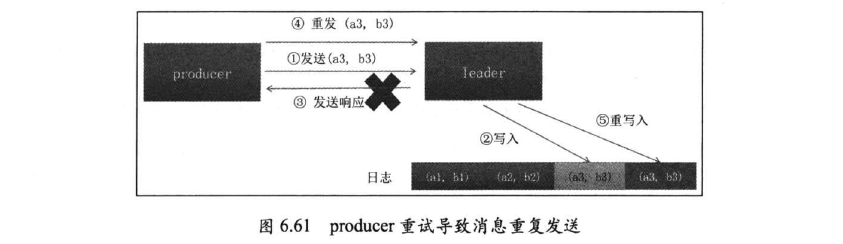 ④ 重发 (a3, b3)
①发送(a3, b3)
producer
leader
③ 发送响应
②写入
⑤重写入
日志
(a1, b1)
(a2, b2)
(a3, b3)
(a3, b3)
图 6.61 producer 重试导致消息重复发送